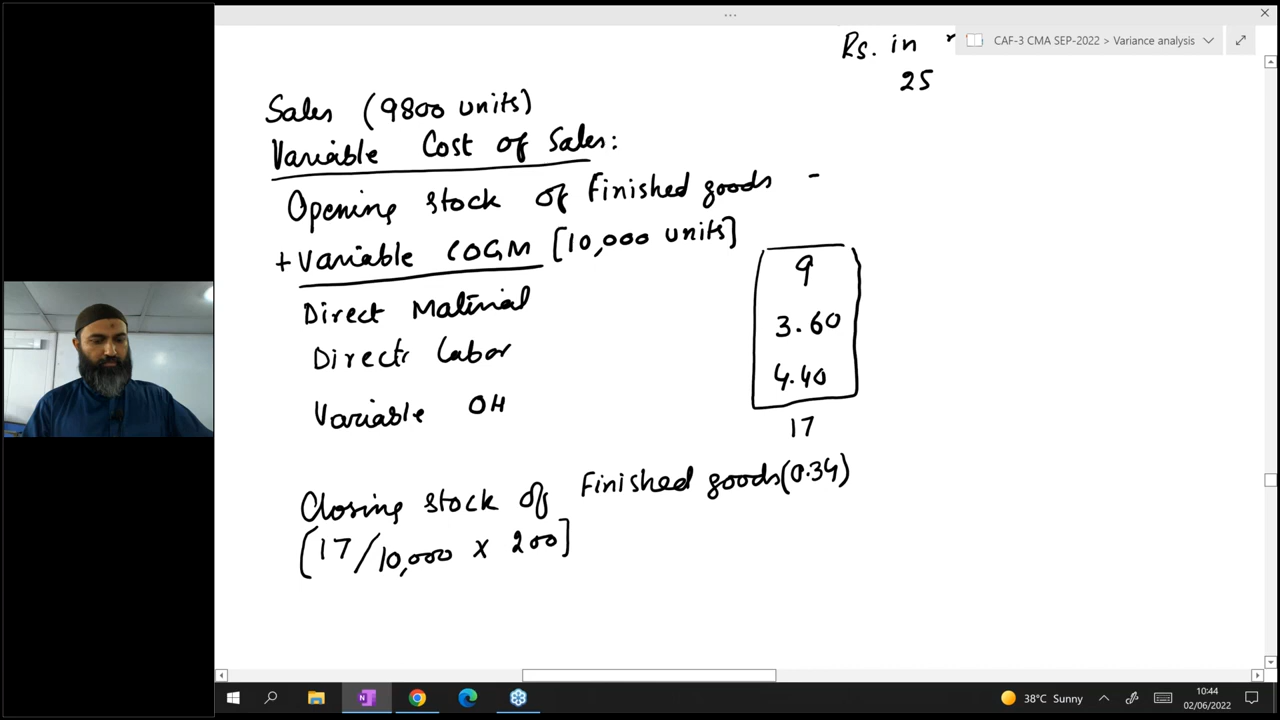 CAF-3 CMA SEP-2022 > Variance analysis
Rs. in
25
Sales (9800 units)
Variable Cost of Sales:
Opening stock of Finished goods -
+ Variable COGM [10,000 units]
Direct Material 9
Direct Labor 3.60
Variable OH 4.40
17
Closing stock of Finished goods (0.34)
[17/10,000 x 200]
38°C Sunny
10:44
02/06/2022